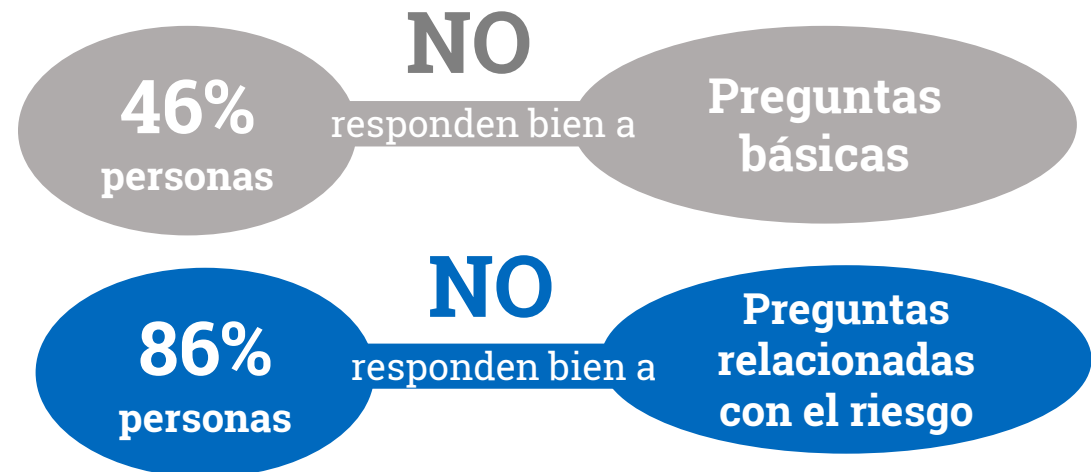 NO
46%
personas
responden bien a
Preguntas
básicas
NO
86%
personas
responden bien a
Preguntas
relacionadas
con el riesgo